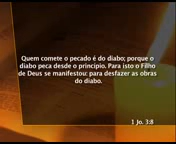 Quem comete o pecado é do diabo; porque o
diabo peca desde o princípio. Para isto o Filho
de Deus se manifestou: para desfazer as obras
do diabo.
1 Jo. 3:8